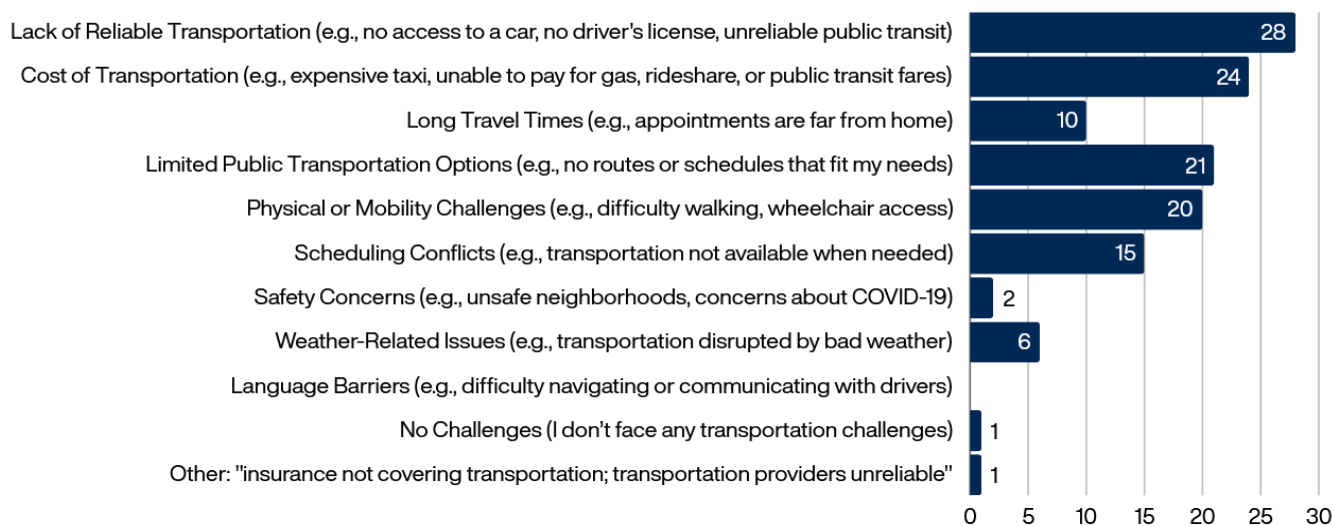 Lack of Reliable Transportation (e.g., no access to a car, no driver's license, unreliable public transit) 28
Cost of Transportation (e.g., expensive taxi, unable to pay for gas, rideshare, or public transit fares) 24
Long Travel Times (e.g., appointments are far from home) 10
Limited Public Transportation Options (e.g., no routes or schedules that fit my needs) 21
Physical or Mobility Challenges (e.g., difficulty walking, wheelchair access) 20
Scheduling Conflicts (e.g., transportation not available when needed) 15
Safety Concerns (e.g., unsafe neighborhoods, concerns about COVID-19) 2
Weather-Related Issues (e.g., transportation disrupted by bad weather) 6
Language Barriers (e.g., difficulty navigating or communicating with drivers)
No Challenges (I don’t face any transportation challenges) 1
Other: "insurance not covering transportation; transportation providers unreliable" 1
0 5 10 15 20 25 30